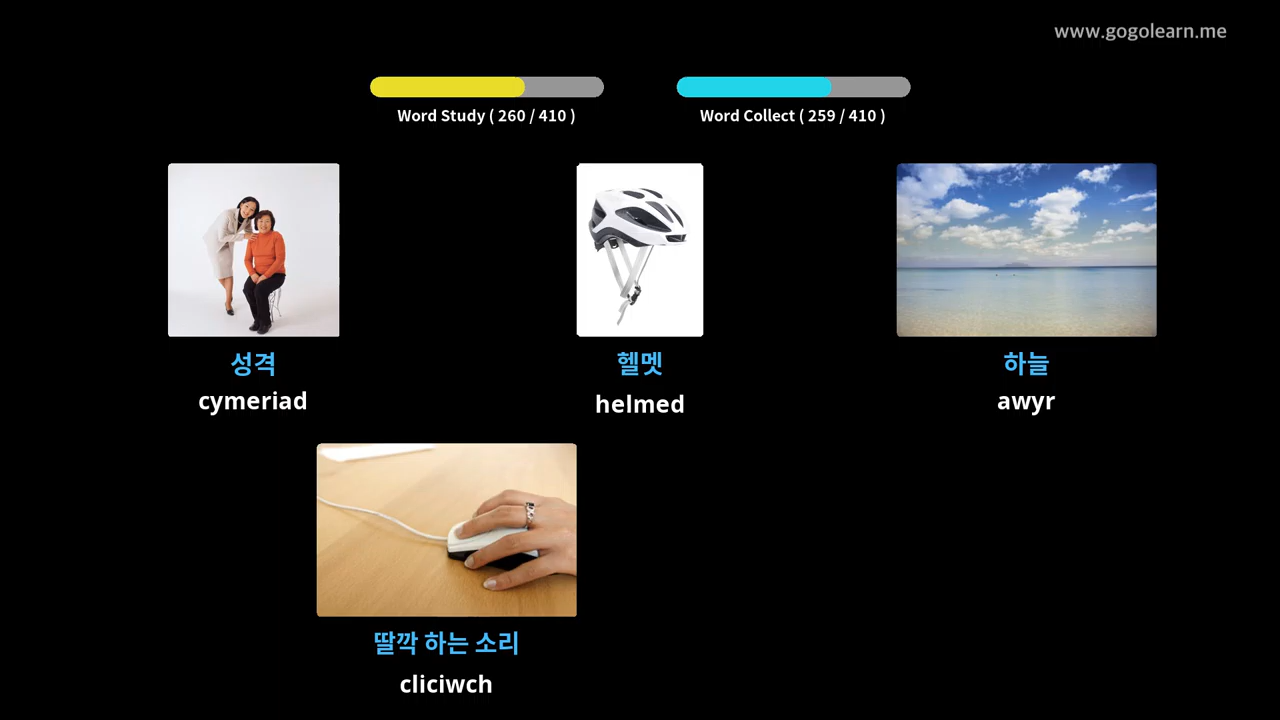 www.gogolearn.me
Word Study ( 260 / 410 )
Word Collect ( 259 / 410 )
성격
cymeriad
헬멧
helmed
하늘
awyr
딸깍 하는 소리
cliciwch